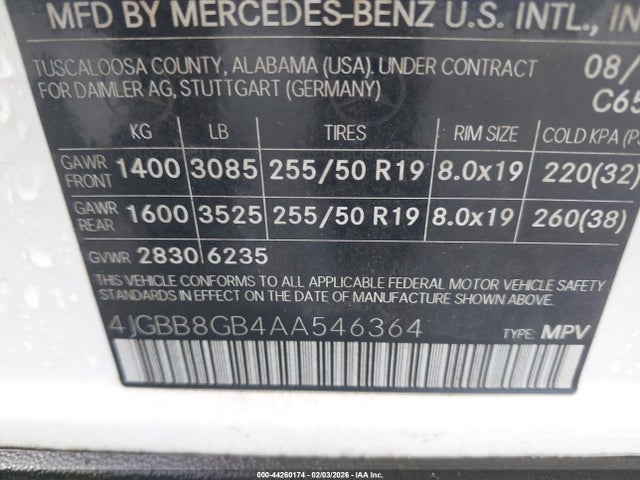 MFD BY MERCEDES-BENZ U.S. INTL., IN
TUSCALOOSA COUNTY, ALABAMA (USA). UNDER CONTRACT 08/
FOR DAIMLER AG, STUTTGART (GERMANY) C65
KG LB TIRES RIM SIZE COLD KPA (PS
GAWR FRONT 1400 3085 255/50 R19 8.0x19 220(32)
GAWR REAR 1600 3525 255/50 R19 8.0x19 260(38)
GVWR 2830 6235
THIS VEHICLE CONFORMS TO ALL APPLICABLE FEDERAL MOTOR VEHICLE SAFETY
STANDARDS IN EFFECT ON THE DATE OF MANUFACTURE SHOWN ABOVE.
4JGBB8GB4AA546364 TYPE: MPV
044 - 44260174 | 02/03/2026 - Copart IAA